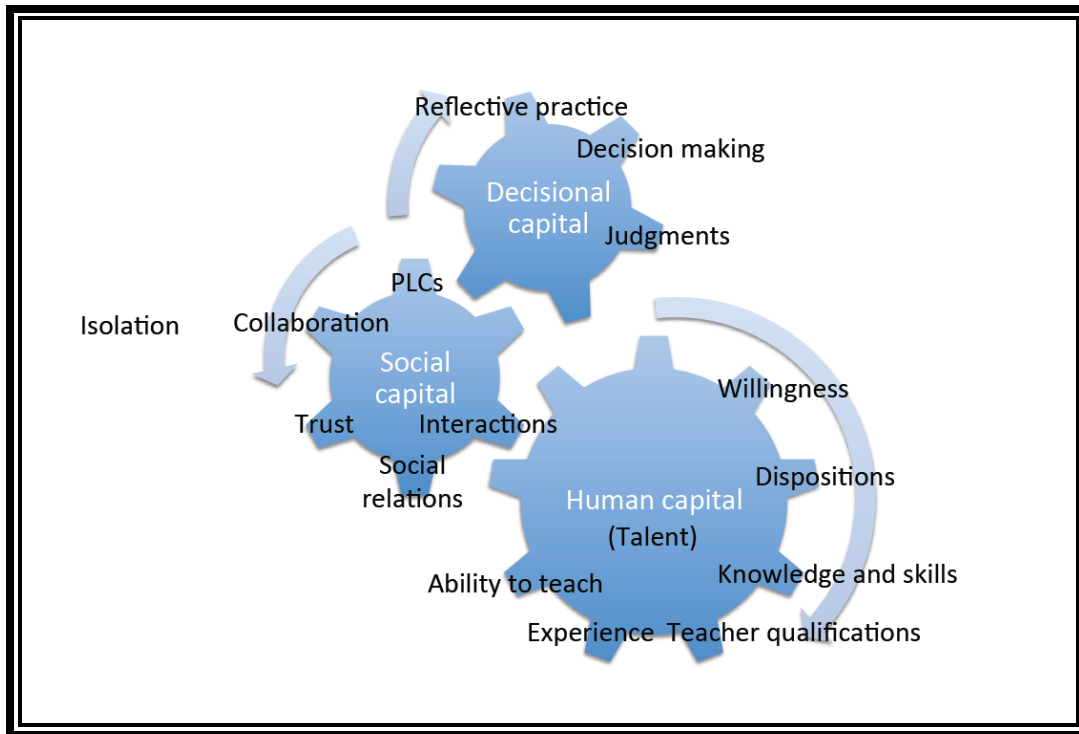 Reflective practice
Decision making
Decisional
capital
Judgments
PLCs
Isolation
Collaboration
Social
capital
Trust
Interactions
Social
relations
Willingness
Dispositions
Human capital
(Talent)
Knowledge and skills
Ability to teach
Experience
Teacher qualifications